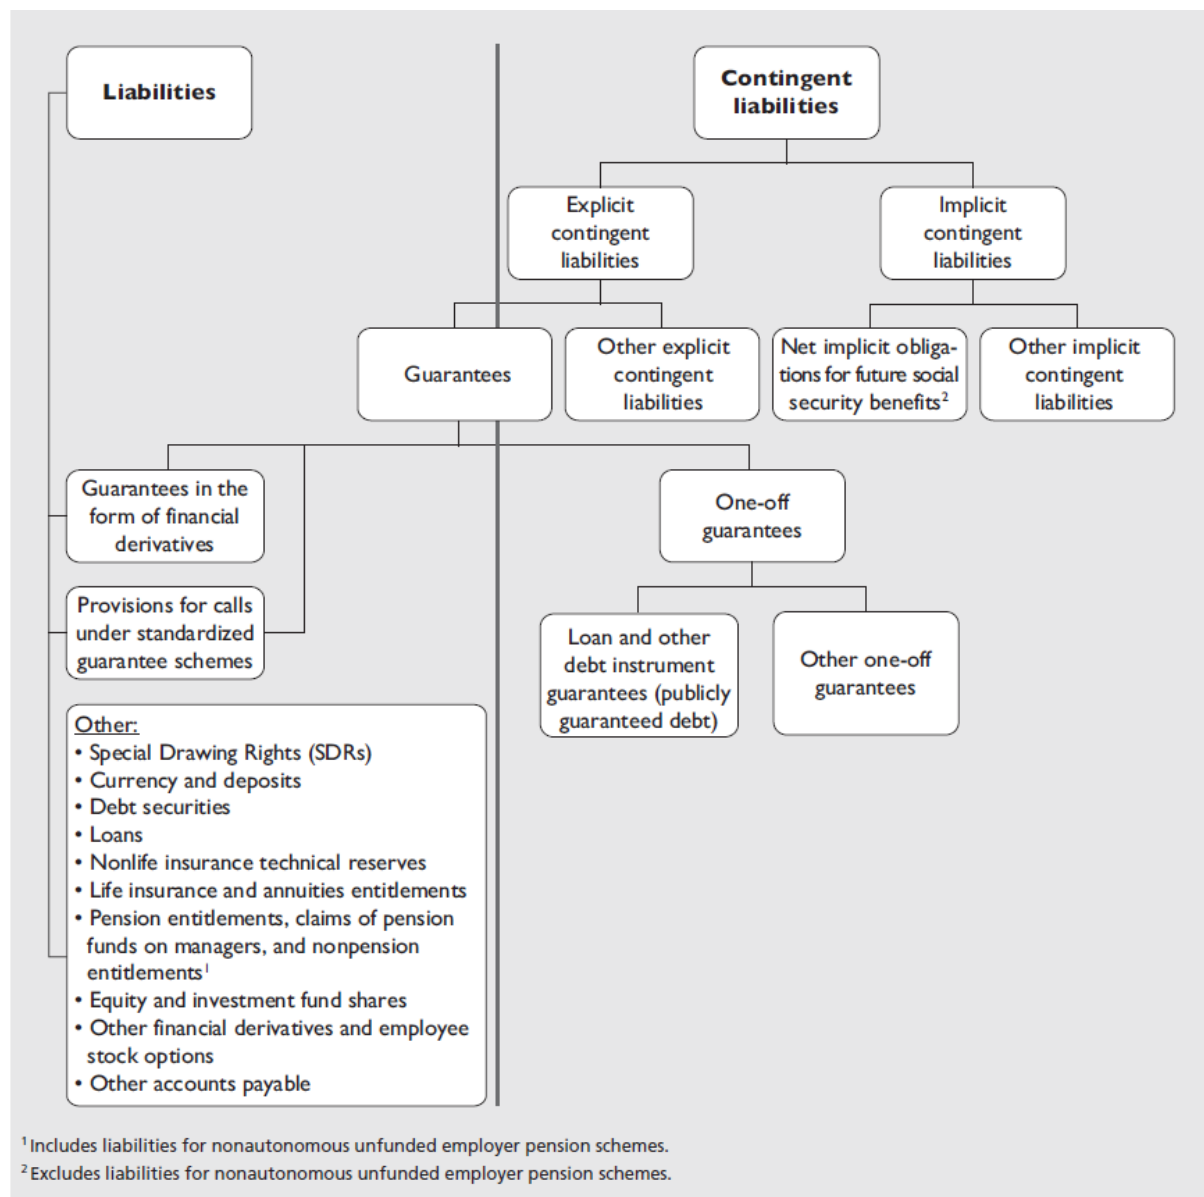 Liabilities
Contingent
liabilities
Explicit
contingent
liabilities
Implicit
contingent
liabilities
Guarantees
Other explicit
contingent
liabilities
Net implicit obliga-
tions for future social
security benefits²
Other implicit
contingent
liabilities
Guarantees in the
form of financial
derivatives
One-off
guarantees
Provisions for calls
under standardized
guarantee schemes
Loan and other
debt instrument
guarantees (publicly
guaranteed debt)
Other one-off
guarantees
Other:
• Special Drawing Rights (SDRs)
• Currency and deposits
• Debt securities
• Loans
• Nonlife insurance technical reserves
• Life insurance and annuities entitlements
• Pension entitlements, claims of pension
funds on managers, and nonpension
entitlements¹
• Equity and investment fund shares
• Other financial derivatives and employee
stock options
• Other accounts payable
¹ Includes liabilities for nonautonomous unfunded employer pension schemes.
² Excludes liabilities for nonautonomous unfunded employer pension schemes.